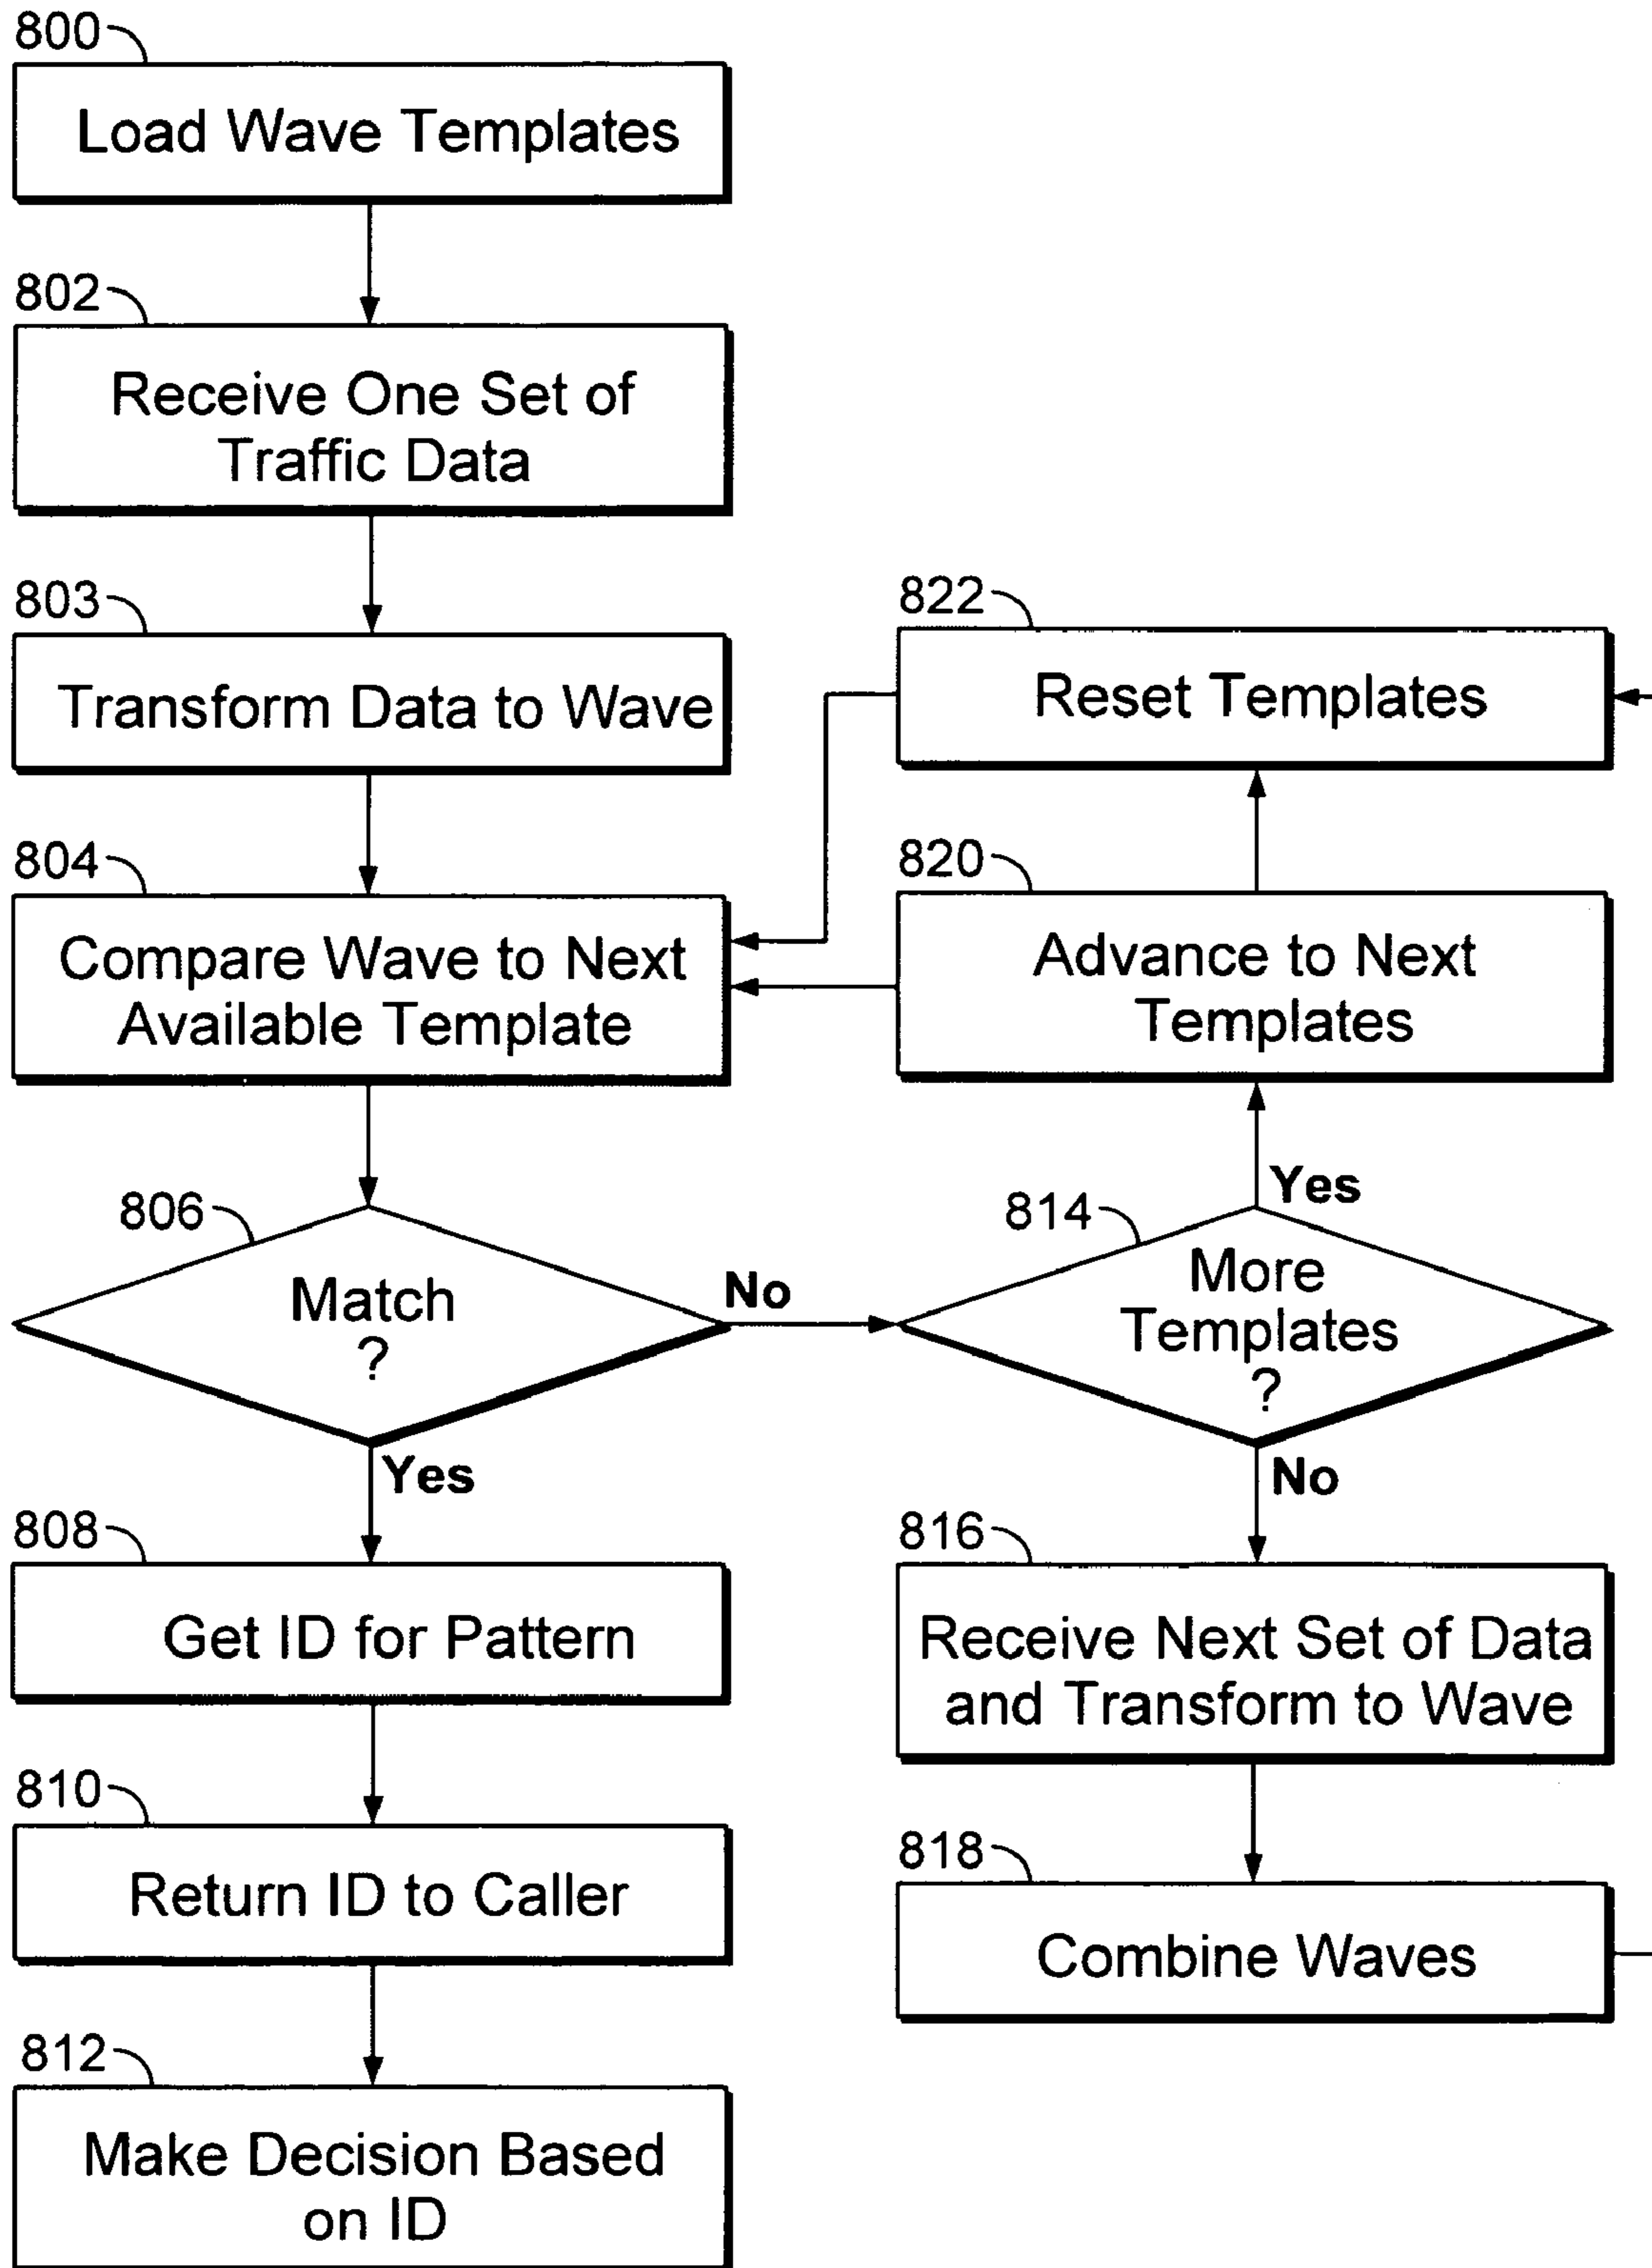 800
Load Wave Templates
802
Receive One Set of
Traffic Data
803
Transform Data to Wave
804
Compare Wave to Next
Available Template
806
Match
?
No
Yes
808
Get ID for Pattern
810
Return ID to Caller
812
Make Decision Based
on ID
822
Reset Templates
820
Advance to Next
Templates
Yes
814
More
Templates
?
No
816
Receive Next Set of Data
and Transform to Wave
818
Combine Waves